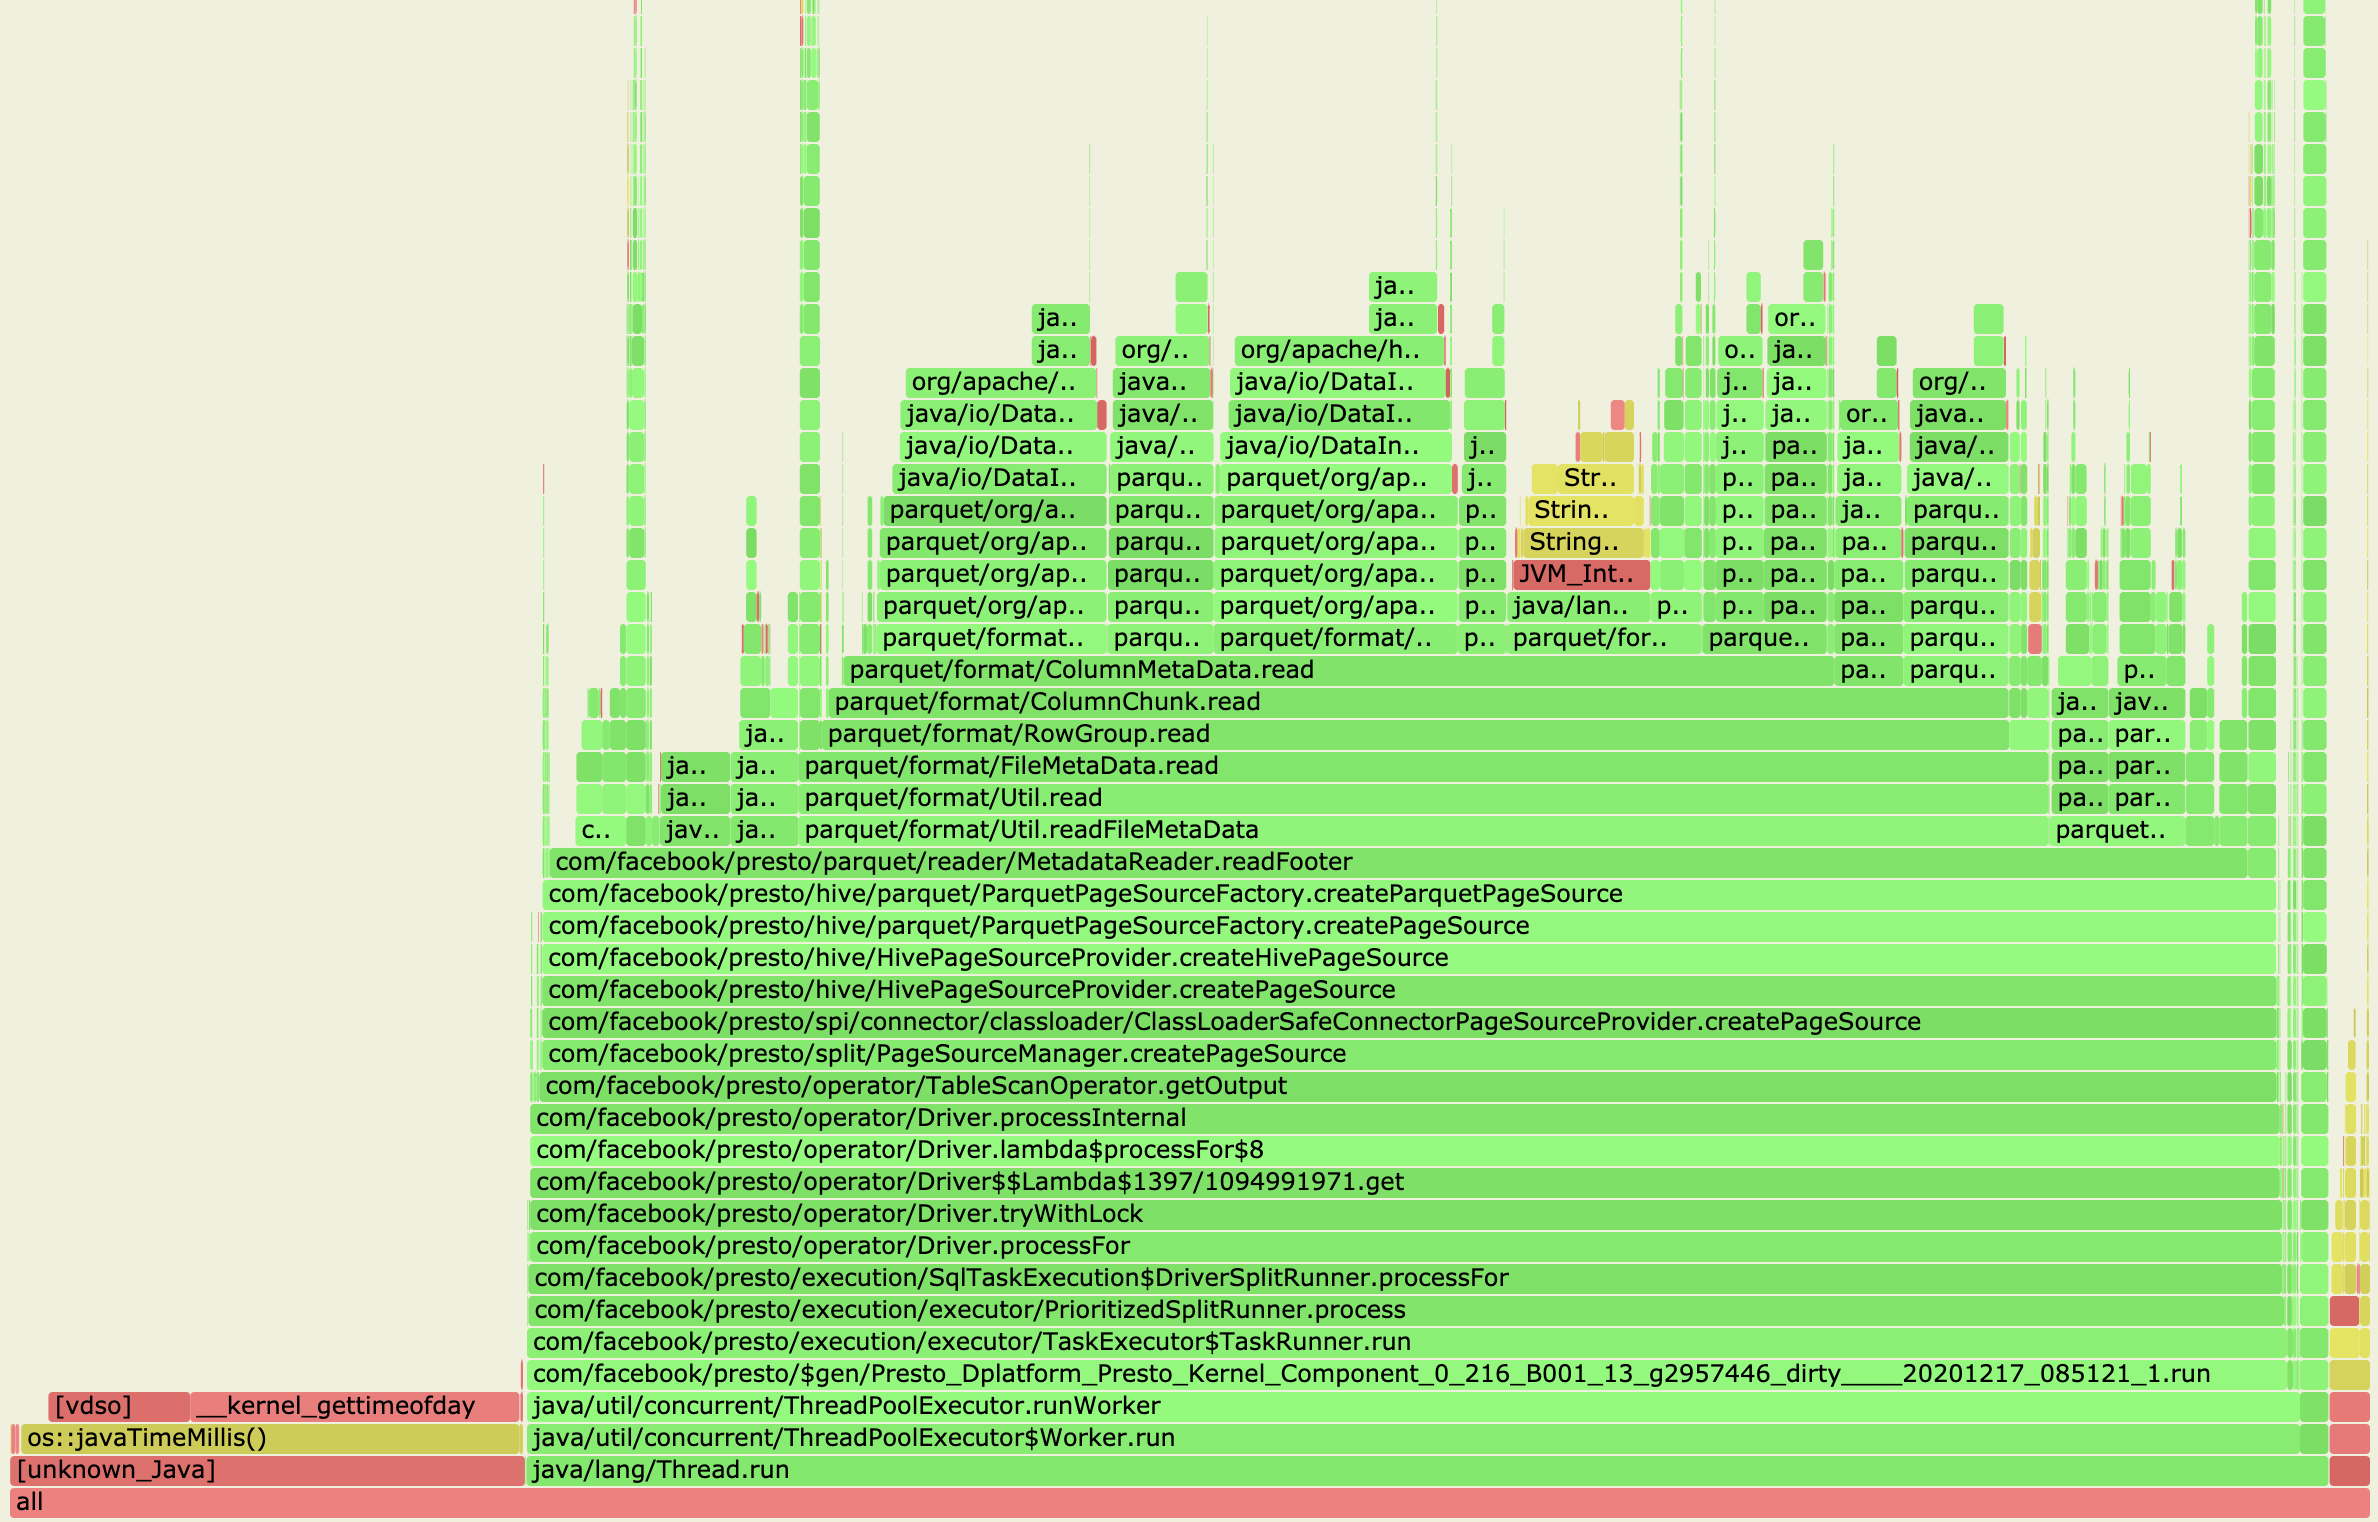 ja..
ja.. or.. ja..
ja.. org/.. org/apache/h.. o.. ja..
org/apache/.. java.. java/io/DataI.. j.. ja.. org/..
java/io/Data.. java/.. java/io/DataI.. j.. ja.. or.. java..
java/io/Data.. java/.. java/io/DataIn.. j.. j.. pa.. ja.. java/..
java/io/DataI.. parqu.. parquet/org/ap.. j.. Str.. p.. pa.. ja.. java/..
parquet/org/a.. parqu.. parquet/org/apa.. p.. Strin.. p.. pa.. ja.. parqu..
parquet/org/ap.. parqu.. parquet/org/apa.. p.. String.. p.. pa.. pa.. parqu..
parquet/org/ap.. parqu.. parquet/org/apa.. p.. JVM_Int.. p.. pa.. pa.. parqu..
parquet/org/ap.. parqu.. parquet/org/apa.. p.. java/lan.. p.. p.. pa.. pa.. parqu..
parquet/format.. parqu.. parquet/format/.. p.. parquet/for.. parque.. pa.. parqu..
parquet/format/ColumnMetaData.read pa.. parqu.. p..
parquet/format/ColumnChunk.read ja.. jav..
ja.. parquet/format/RowGroup.read pa.. par..
ja.. ja.. parquet/format/FileMetaData.read pa.. par..
ja.. ja.. parquet/format/Util.read pa.. par..
c.. jav.. ja.. parquet/format/Util.readFileMetaData parquet..
com/facebook/presto/parquet/reader/MetadataReader.readFooter
com/facebook/presto/hive/parquet/ParquetPageSourceFactory.createParquetPageSource
com/facebook/presto/hive/parquet/ParquetPageSourceFactory.createPageSource
com/facebook/presto/hive/HivePageSourceProvider.createHivePageSource
com/facebook/presto/hive/HivePageSourceProvider.createPageSource
com/facebook/presto/spi/connector/classloader/ClassLoaderSafeConnectorPageSourceProvider.createPageSource
com/facebook/presto/split/PageSourceManager.createPageSource
com/facebook/presto/operator/TableScanOperator.getOutput
com/facebook/presto/operator/Driver.processInternal
com/facebook/presto/operator/Driver.lambda$processFor$8
com/facebook/presto/operator/Driver$$Lambda$1397/1094991971.get
com/facebook/presto/operator/Driver.tryWithLock
com/facebook/presto/operator/Driver.processFor
com/facebook/presto/execution/SqlTaskExecution$DriverSplitRunner.processFor
com/facebook/presto/execution/executor/PrioritizedSplitRunner.process
com/facebook/presto/execution/executor/TaskExecutor$TaskRunner.run
com/facebook/presto/$gen/Presto_Dplatform_Presto_Kernel_Component_0_216_B001_13_g2957446_dirty____20201217_085121_1.run
[vdso] __kernel_gettimeofday java/util/concurrent/ThreadPoolExecutor.runWorker
os::javaTimeMillis() java/util/concurrent/ThreadPoolExecutor$Worker.run
[unknown_Java] java/lang/Thread.run
all